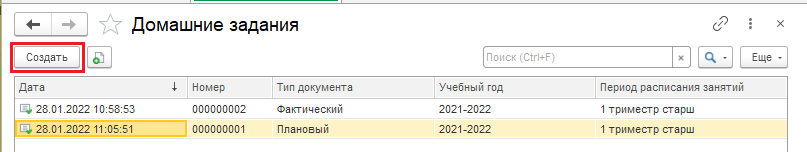 Домашние задания
Создать Поиск (Ctrl+F) × Еще
Дата ↓ Номер Тип документа Учебный год Период расписания занятий
28.01.2022 10:58:53 000000002 Фактический 2021-2022 1 триместр старш
28.01.2022 11:05:51 000000001 Плановый 2021-2022 1 триместр старш